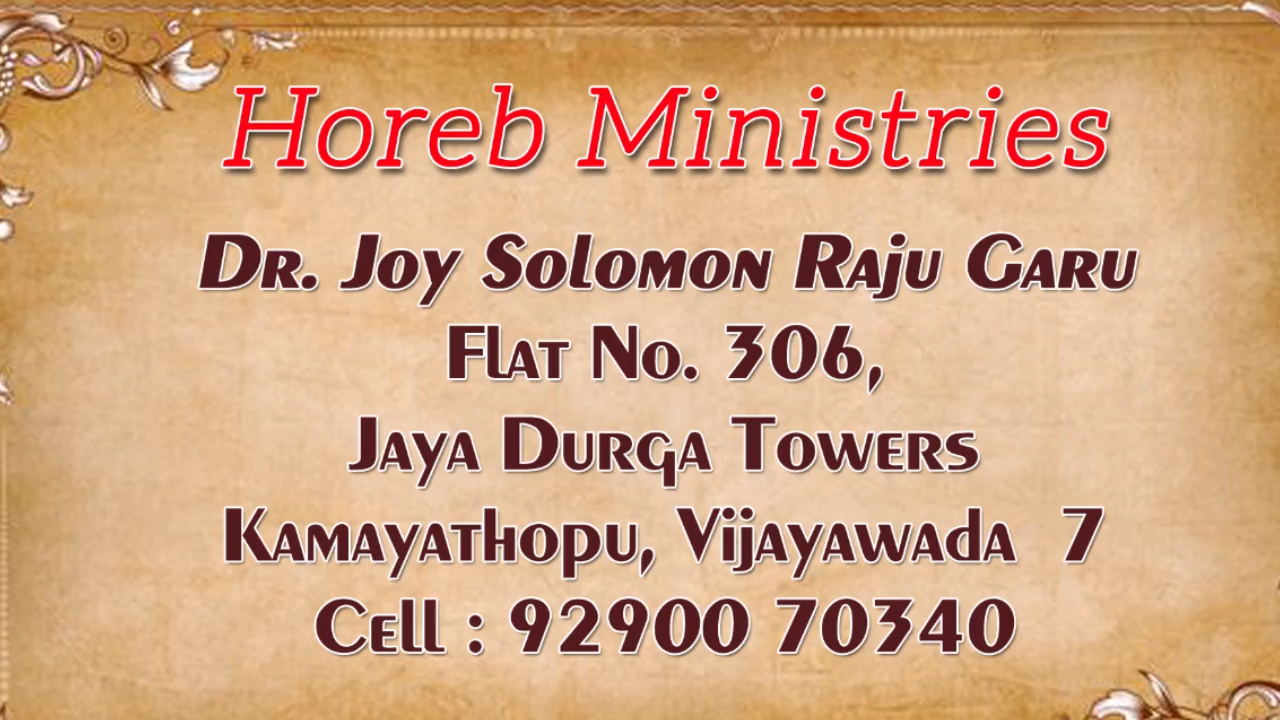 Horeb Ministries
Dr. Joy Solomon Raju Garu
Flat No. 306,
Jaya Durga Towers
Kamayathopu, Vijayawada 7
Cell : 92900 70340